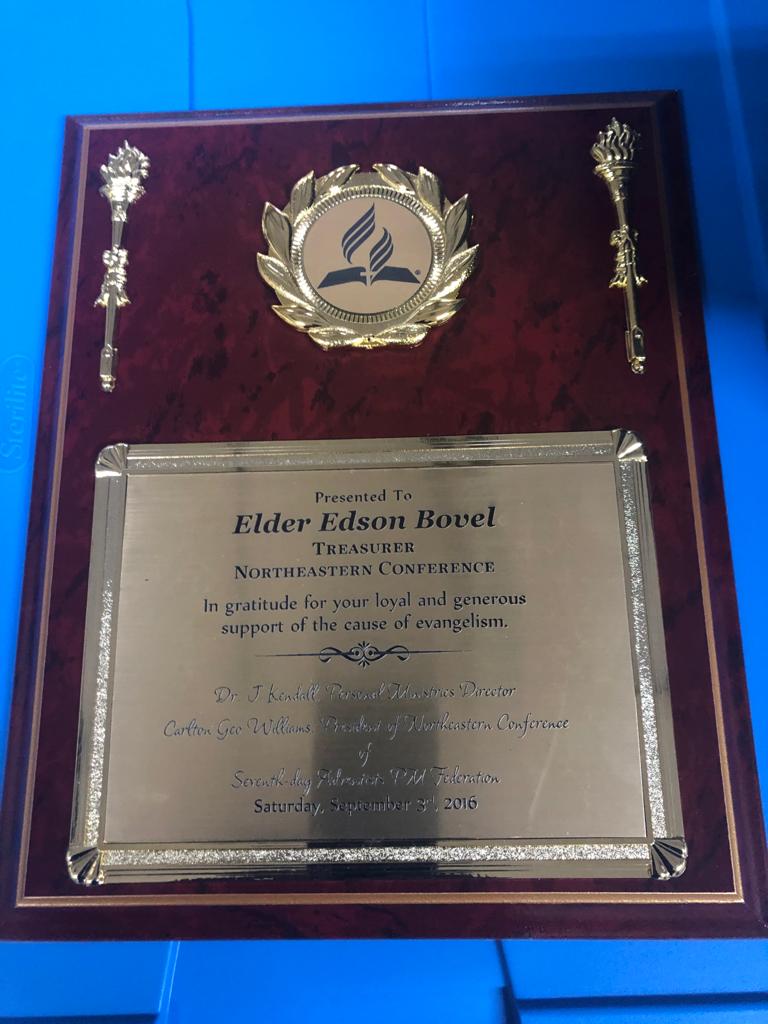 Sterilite
Presented To
Elder Edson Bovel
TREASURER
NORTHEASTERN CONFERENCE
In gratitude for your loyal and generous
support of the cause of evangelism.
Dr. J Kendall, Personal Ministries Director
Carlton Geo Williams, President of Northeastern Conference
of
Seventh-day Adventist PM Federation
Saturday, September 3rd, 2016
®